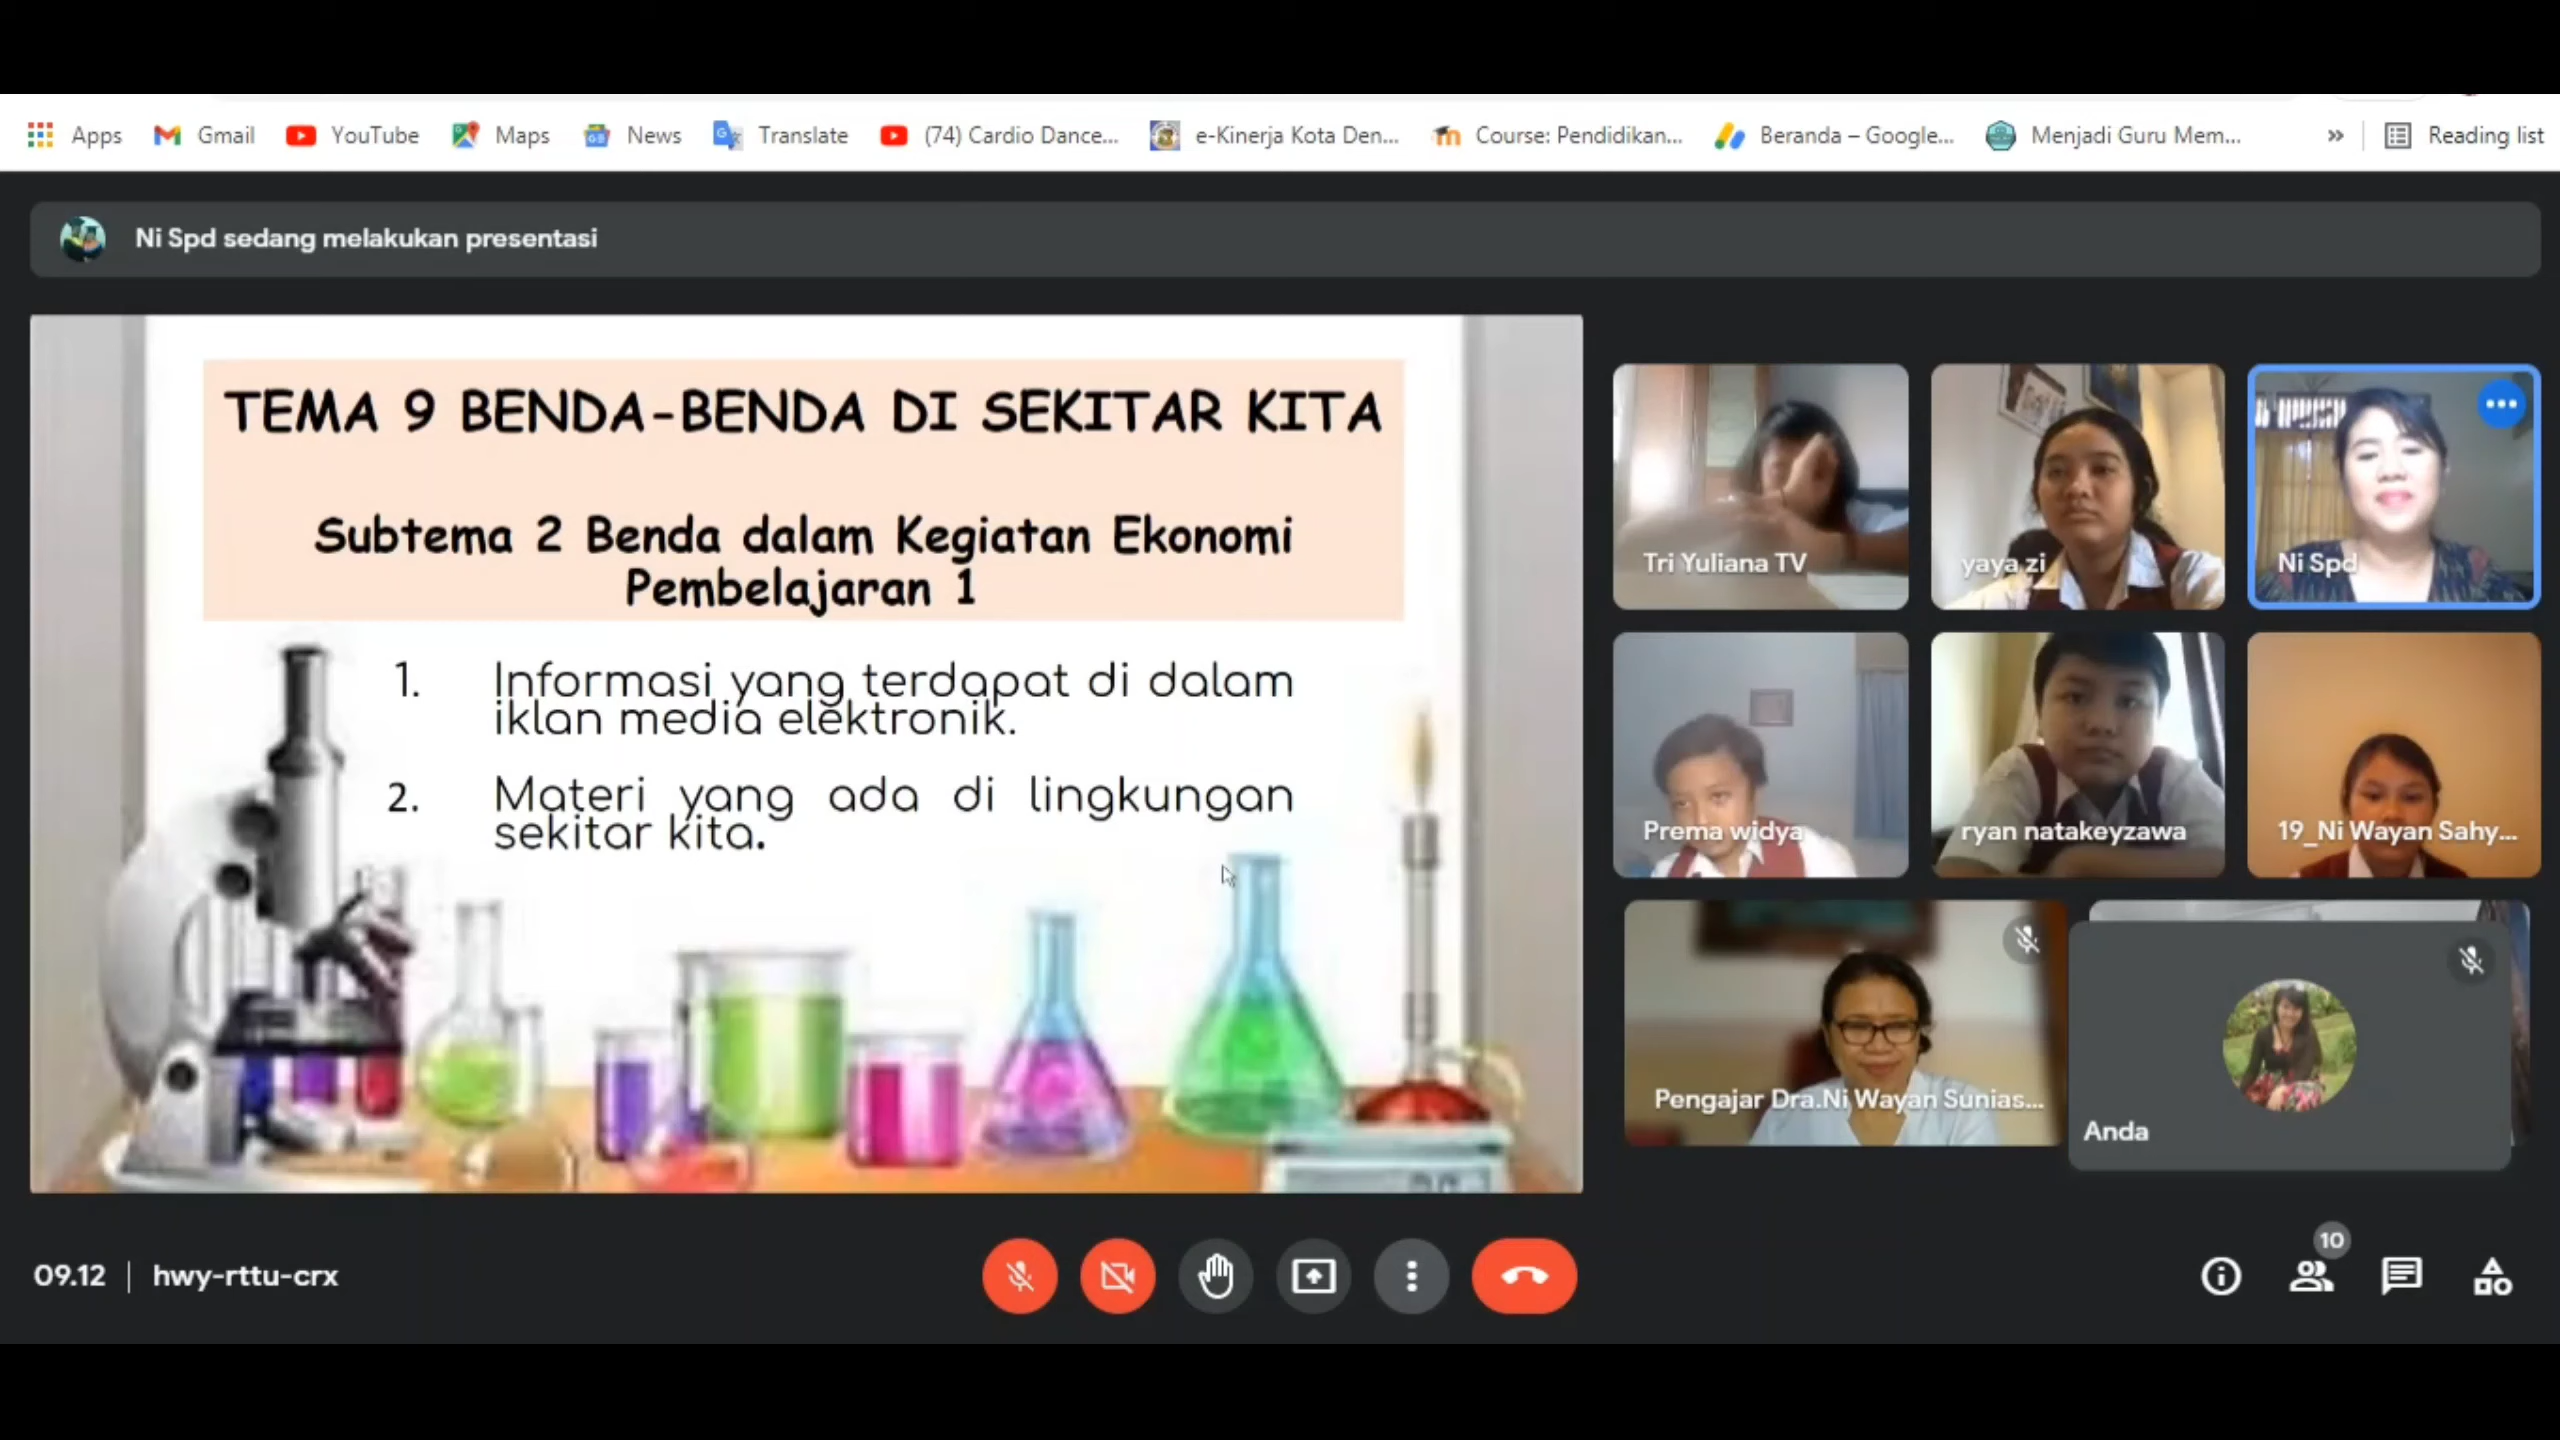 Apps Gmail YouTube Maps News Translate (74) Cardio Dance... e-Kinerja Kota Den... Course: Pendidikan... Beranda – Google... Menjadi Guru Mem... » Reading list
Ni Spd sedang melakukan presentasi
TEMA 9 BENDA-BENDA DI SEKITAR KITA
Subtema 2 Benda dalam Kegiatan Ekonomi
Pembelajaran 1
1. Informasi yang terdapat di dalam
iklan media elektronik.
2. Materi yang ada di lingkungan
sekitar kita.
Tri Yuliana TV
yaya zi
Ni Spd
Prema widya
ryan natakeyzawa
19_Ni Wayan Sahy...
Pengajar Dra.Ni Wayan Sunias...
Anda
09.12 | hwy-rttu-crx
10